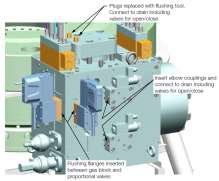 Plugs replaced with flushing tool.
Connect to drain including
valves for open/close
Insert elbow couplings and
connect to drain including
valves for open/close
Flushing flanges inserted
between gas block and
proportional valves